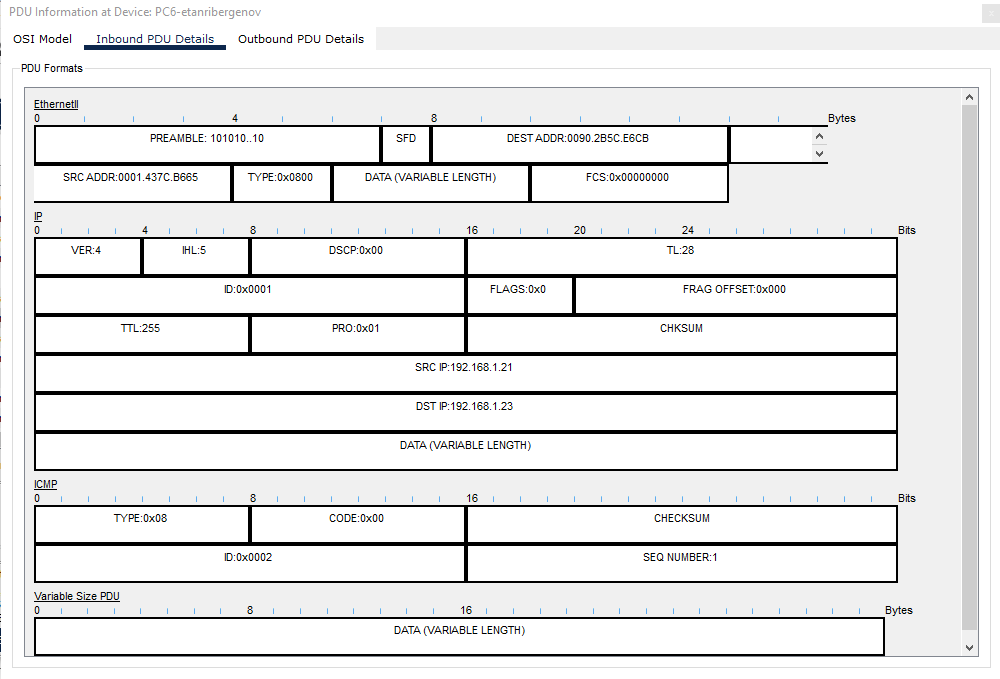 PDU Information at Device: PC6-etanribergenov
OSI Model Inbound PDU Details Outbound PDU Details
PDU Formats
EthernetII
0 4 8 Bytes
PREAMBLE: 101010..10 SFD DEST ADDR:0090.2B5C.E6CB
SRC ADDR:0001.437C.B665 TYPE:0x0800 DATA (VARIABLE LENGTH) FCS:0x00000000
IP
0 4 8 16 20 24 Bits
VER:4 IHL:5 DSCP:0x00 TL:28
ID:0x0001 FLAGS:0x0 FRAG OFFSET:0x000
TTL:255 PRO:0x01 CHKSUM
SRC IP:192.168.1.21
DST IP:192.168.1.23
DATA (VARIABLE LENGTH)
ICMP
0 8 16 Bits
TYPE:0x08 CODE:0x00 CHECKSUM
ID:0x0002 SEQ NUMBER:1
Variable Size PDU
0 8 16 Bytes
DATA (VARIABLE LENGTH)